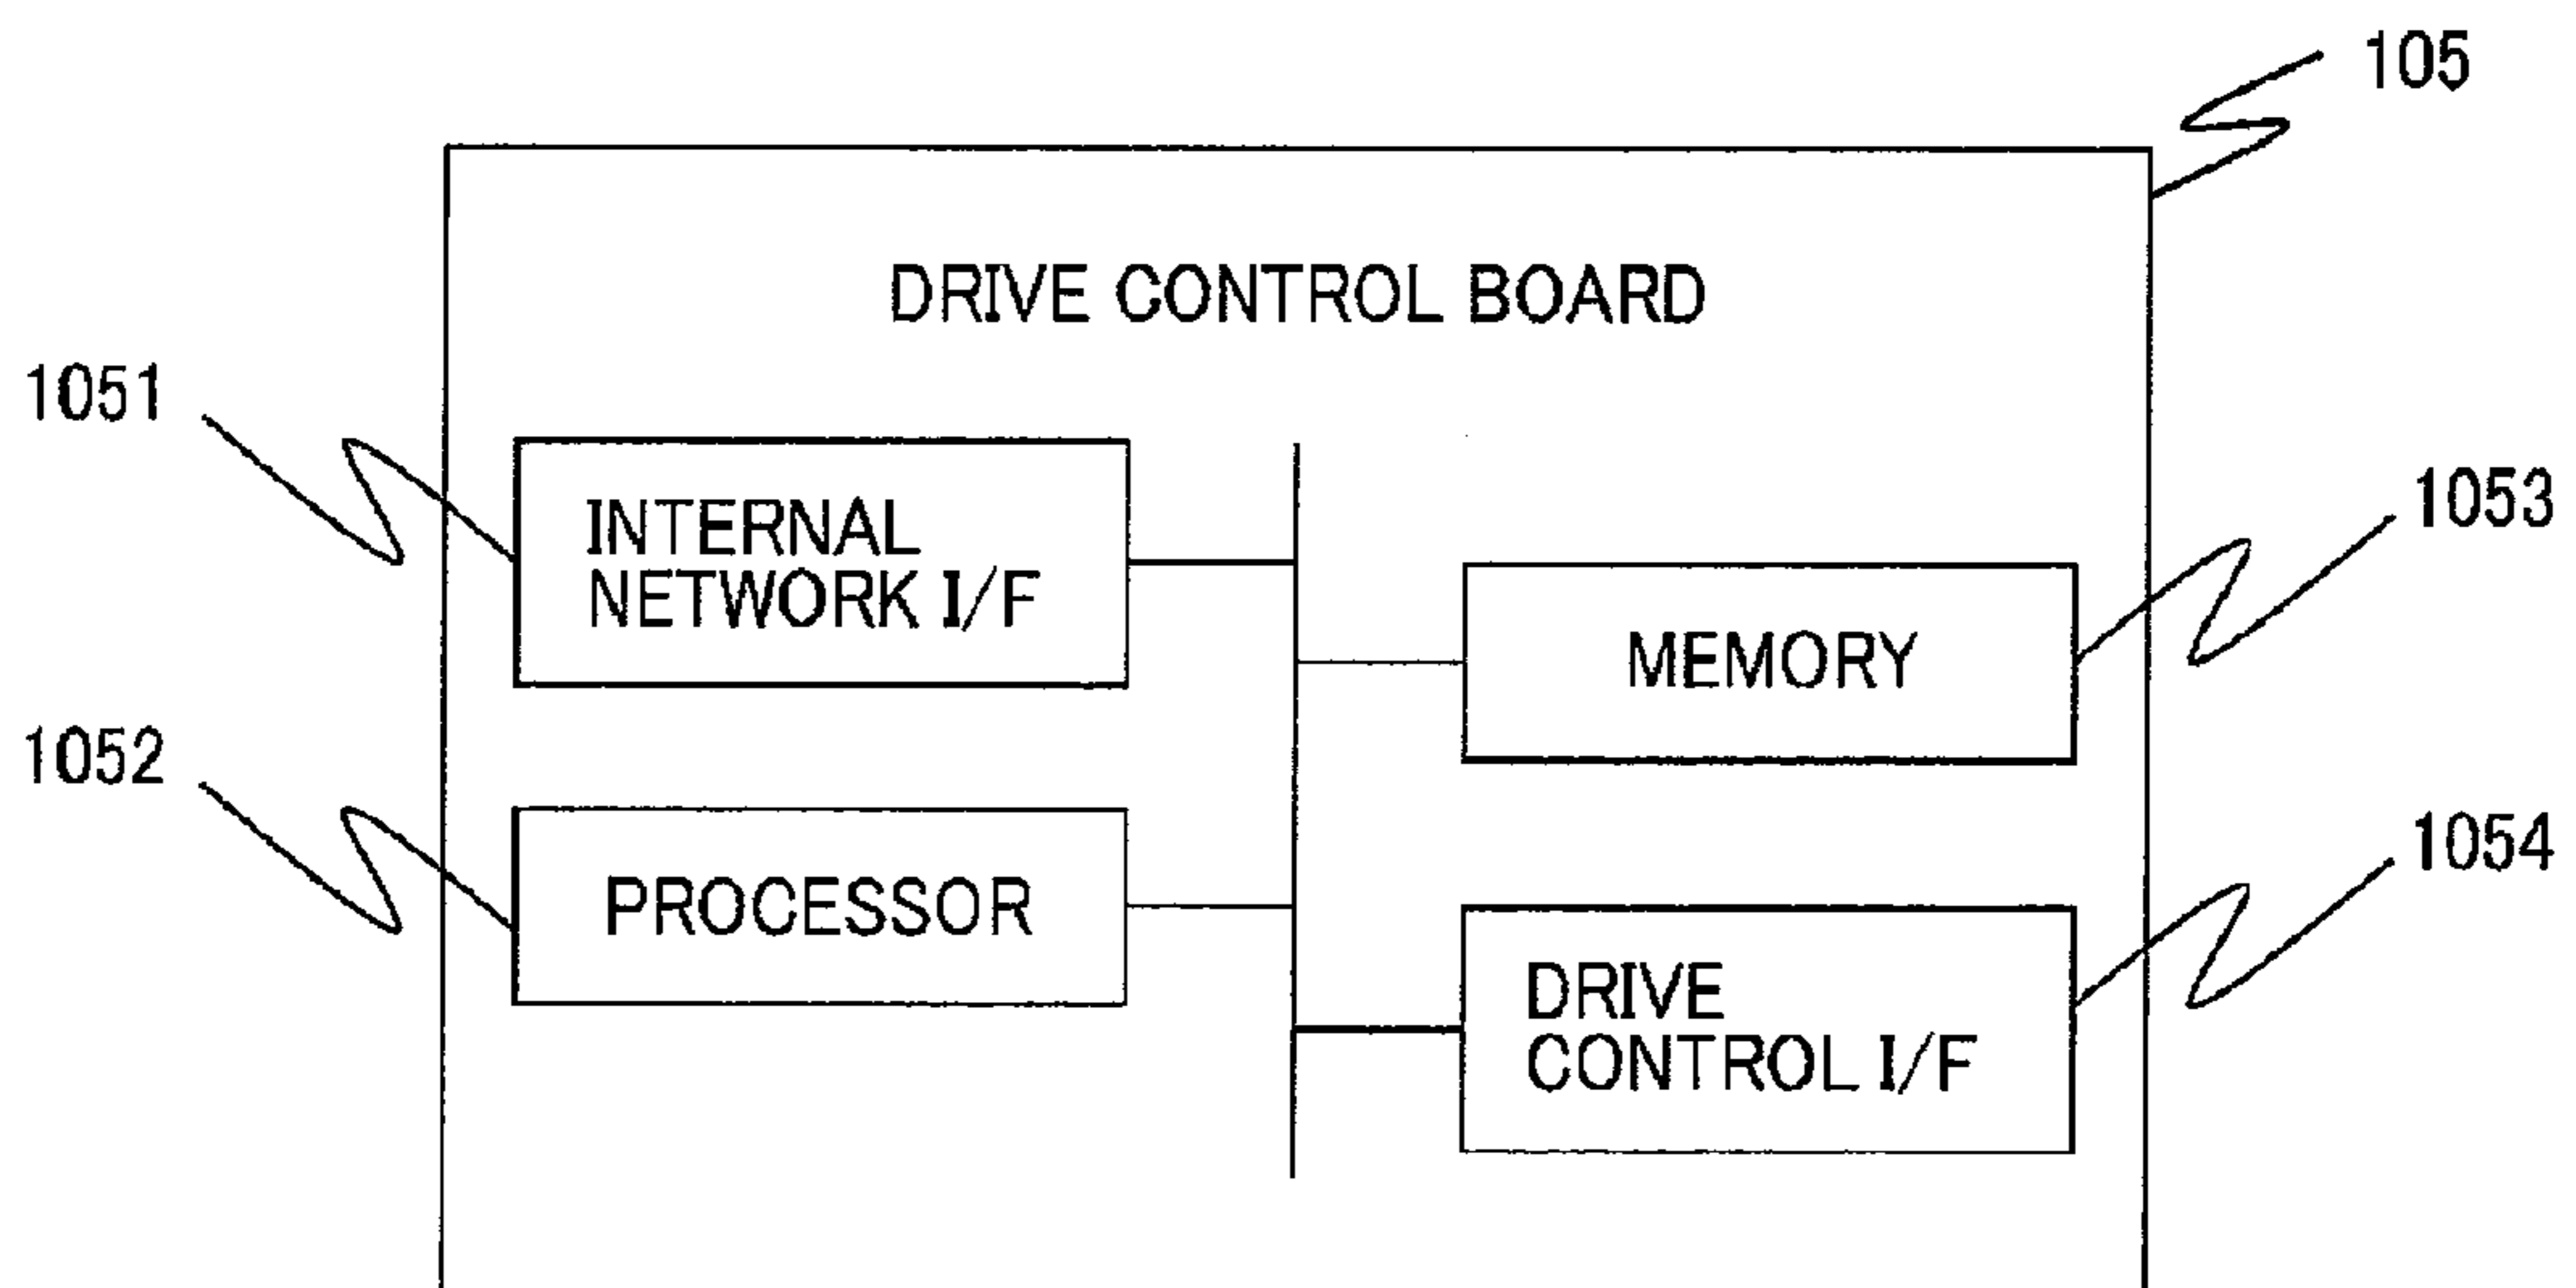 105
DRIVE CONTROL BOARD
1051
INTERNAL
NETWORK I/F
1053
MEMORY
1052
PROCESSOR
1054
DRIVE
CONTROL I/F